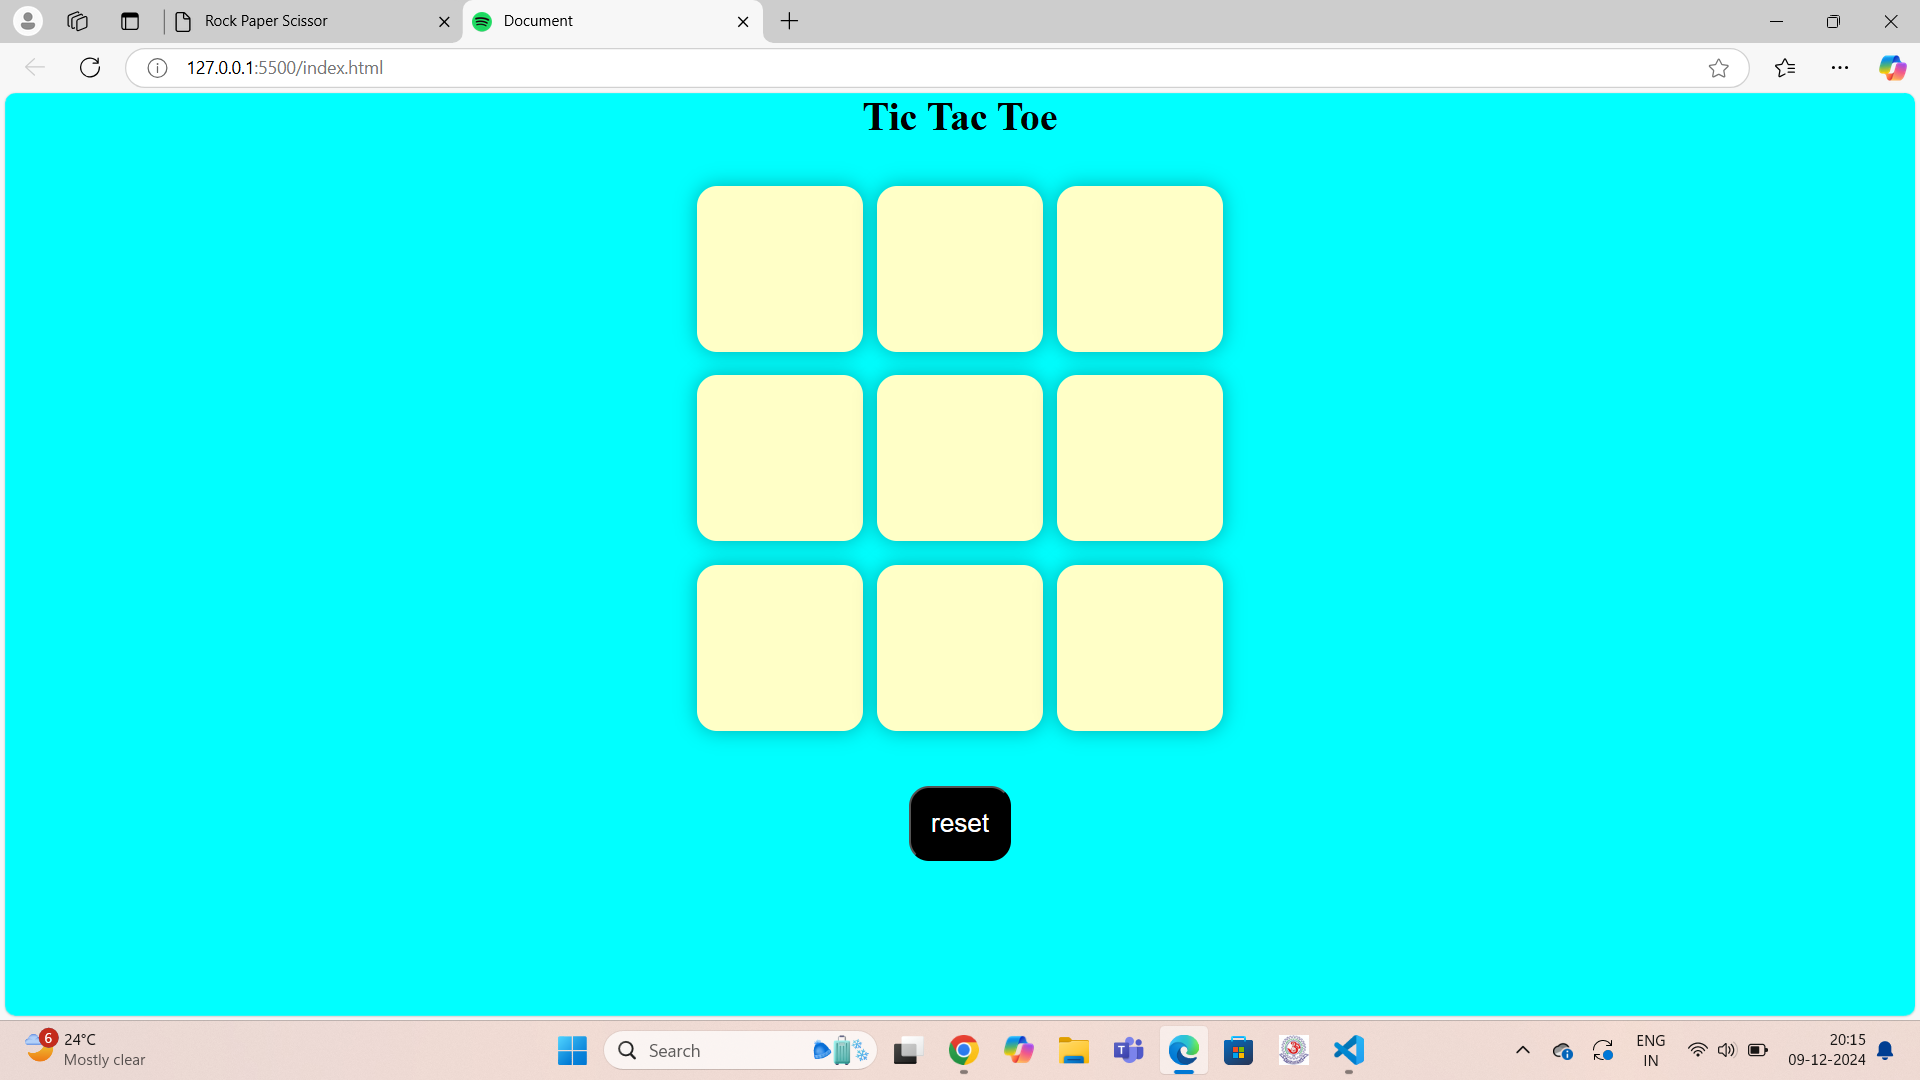 Rock Paper Scissor
Document
127.0.0.1:5500/index.html
Tic Tac Toe
reset
6
24°C
Mostly clear
Search
ENG
IN
20:15
09-12-2024